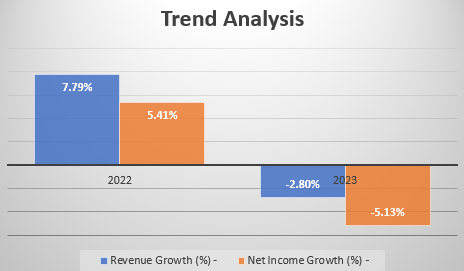 Trend Analysis
7.79%
5.41%
2022
2023
-2.80%
-5.13%
Revenue Growth (%) -
Net Income Growth (%) -